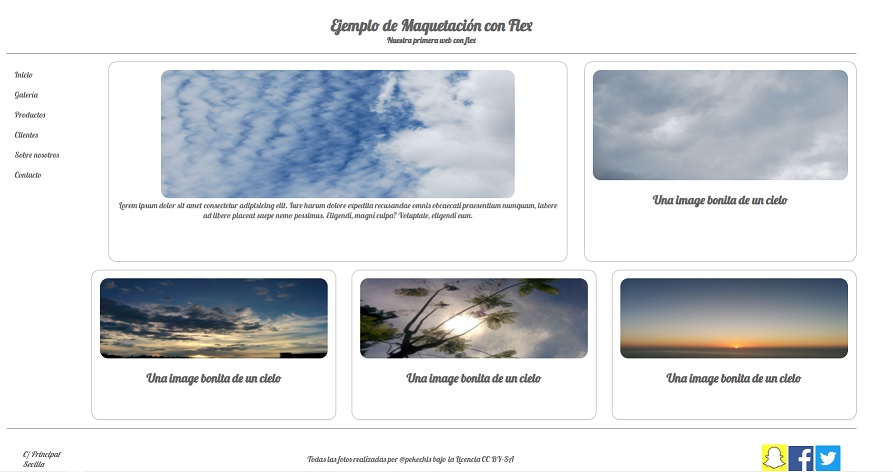 Ejemplo de Maquetación con Flex
Nuestra primera web con flex
Inicio
Galería
Productos
Clientes
Sobre nosotros
Contacto
Lorem ipsum dolor sit amet consectetur adipisicing elit. Iure harum dolore expedita recusandae omnis obcaecati praesentium numquam, labore
ad libero placeat saepe nemo possimus. Eligendi, magni culpa? Voluptate, eligendi eum.
Una image bonita de un cielo
Una image bonita de un cielo
Una image bonita de un cielo
Una image bonita de un cielo
C/ Principal
Sevilla
Todas las fotos realizadas por @pekechis bajo la Licencia CC BY-SA